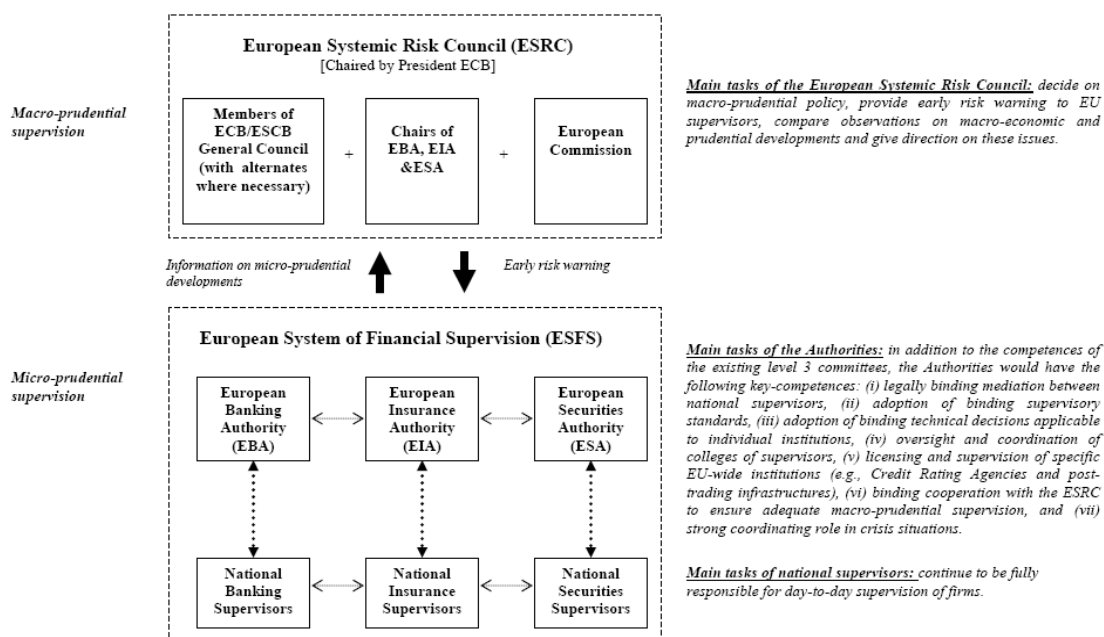 European Systemic Risk Council (ESRC)
[Chaired by President ECB]
Macro-prudential
supervision
Members of
ECB/ESCB
General Council
(with alternates
where necessary)
+
Chairs of
EBA, EIA
&ESA
+
European
Commission
Main tasks of the European Systemic Risk Council: decide on
macro-prudential policy, provide early risk warning to EU
supervisors, compare observations on macro-economic and
prudential developments and give direction on these issues.
Information on micro-prudential
developments
Early risk warning
European System of Financial Supervision (ESFS)
Micro-prudential
supervision
European
Banking
Authority
(EBA)
European
Insurance
Authority
(EIA)
European
Securities
Authority
(ESA)
National
Banking
Supervisors
National
Insurance
Supervisors
National
Securities
Supervisors
Main tasks of the Authorities: in addition to the competences of
the existing level 3 committees, the Authorities would have the
following key-competences: (i) legally binding mediation between
national supervisors, (ii) adoption of binding supervisory
standards, (iii) adoption of binding technical decisions applicable
to individual institutions, (iv) oversight and coordination of
colleges of supervisors, (v) licensing and supervision of specific
EU-wide institutions (e.g., Credit Rating Agencies and post-
trading infrastructures), (vi) binding cooperation with the ESRC
to ensure adequate macro-prudential supervision, and (vii)
strong coordinating role in crisis situations.
Main tasks of national supervisors: continue to be fully
responsible for day-to-day supervision of firms.